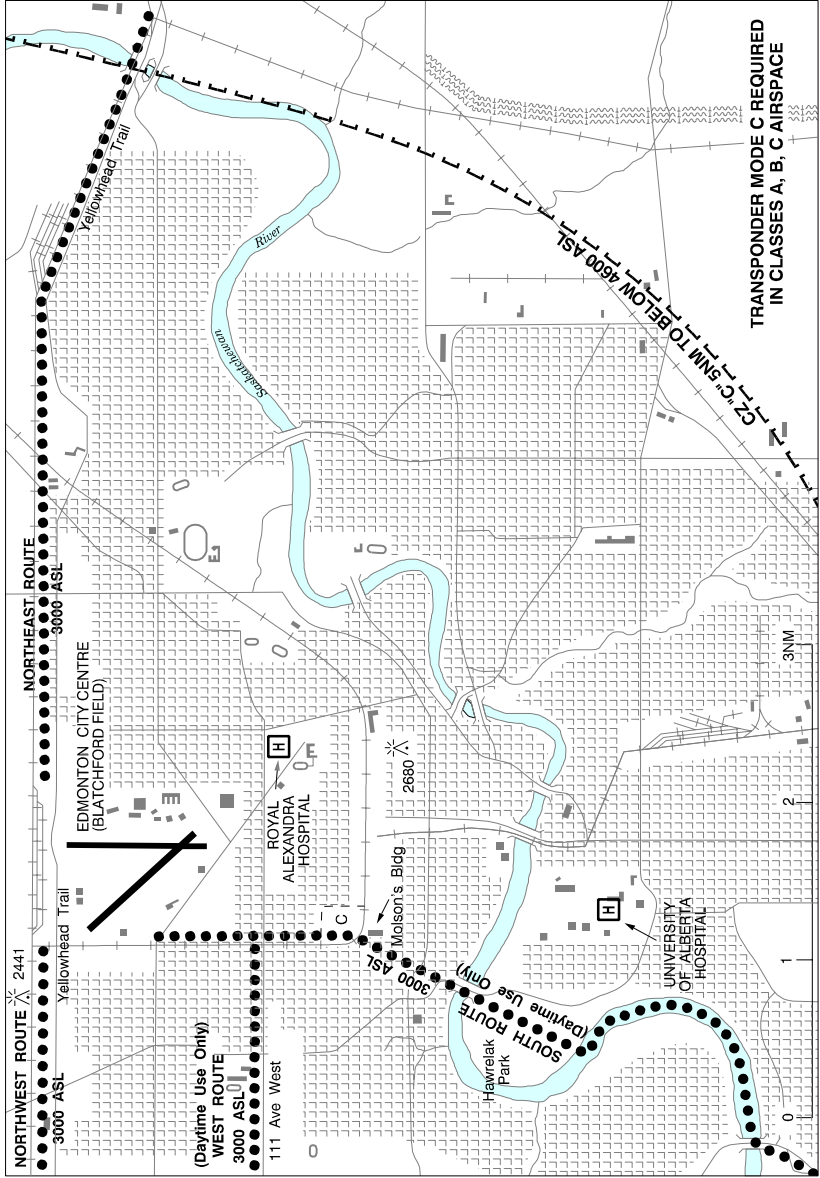 NORTHWEST ROUTE 2441
3000 ASL
Yellowhead Trail
NORTHEAST ROUTE
3000 ASL
Yellowhead Trail
EDMONTON CITY CENTRE
(BLATCHFORD FIELD)
(Daytime Use Only)
WEST ROUTE
3000 ASL
111 Ave West
H
ROYAL
ALEXANDRA
HOSPITAL
C
Molson's Bldg
2680
3000 ASL
SOUTH ROUTE
(Daytime Use Only)
Hawrelak
Park
H
UNIVERSITY
OF ALBERTA
HOSPITAL
Saskatchewan
River
CZ "C" 5NM TO BELOW 4600 ASL
TRANSPONDER MODE C REQUIRED
IN CLASSES A, B, C AIRSPACE
0 1 2 3NM